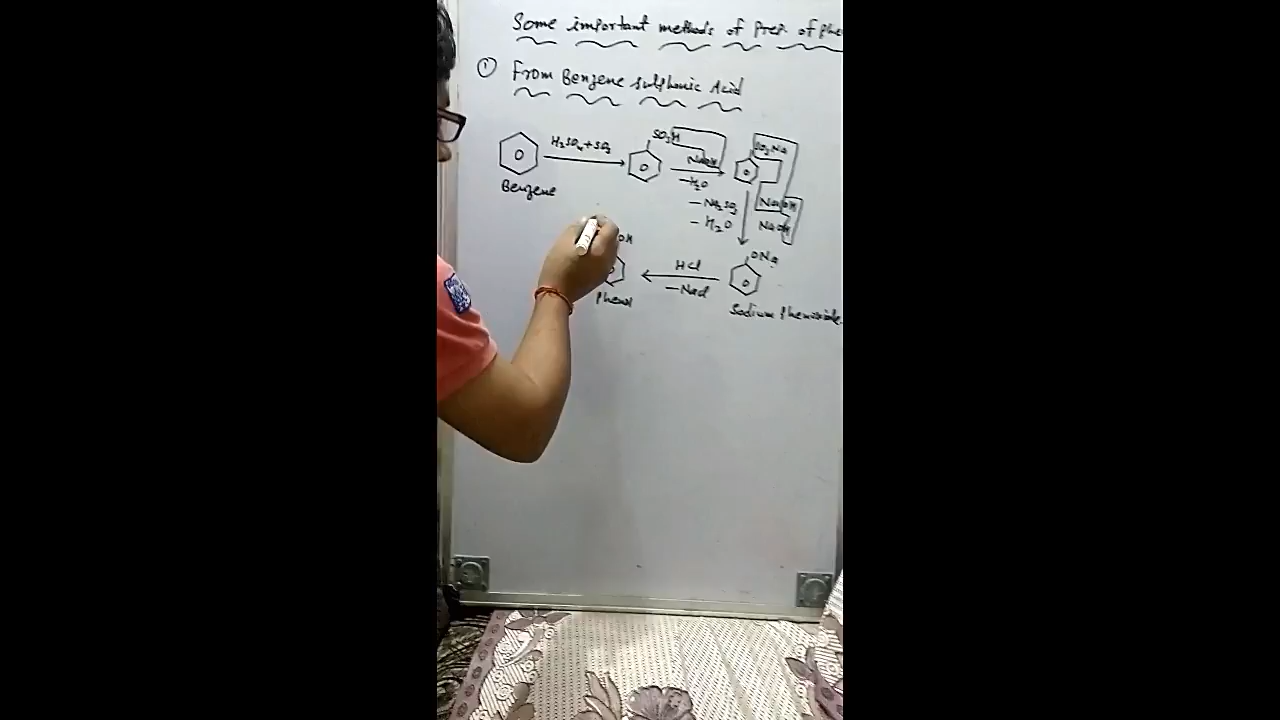 Some important methods of Prep. of phe
① From Benzene sulphonic Acid
H₂SO₄+SO₃
SO₃H
NaOH
-H₂O
SO₃Na
Benzene
NaOH
NaOH
-Na₂SO₃
-H₂O
ONa
Sodium Phenoxide
HCl
-NaCl
OH
Phenol